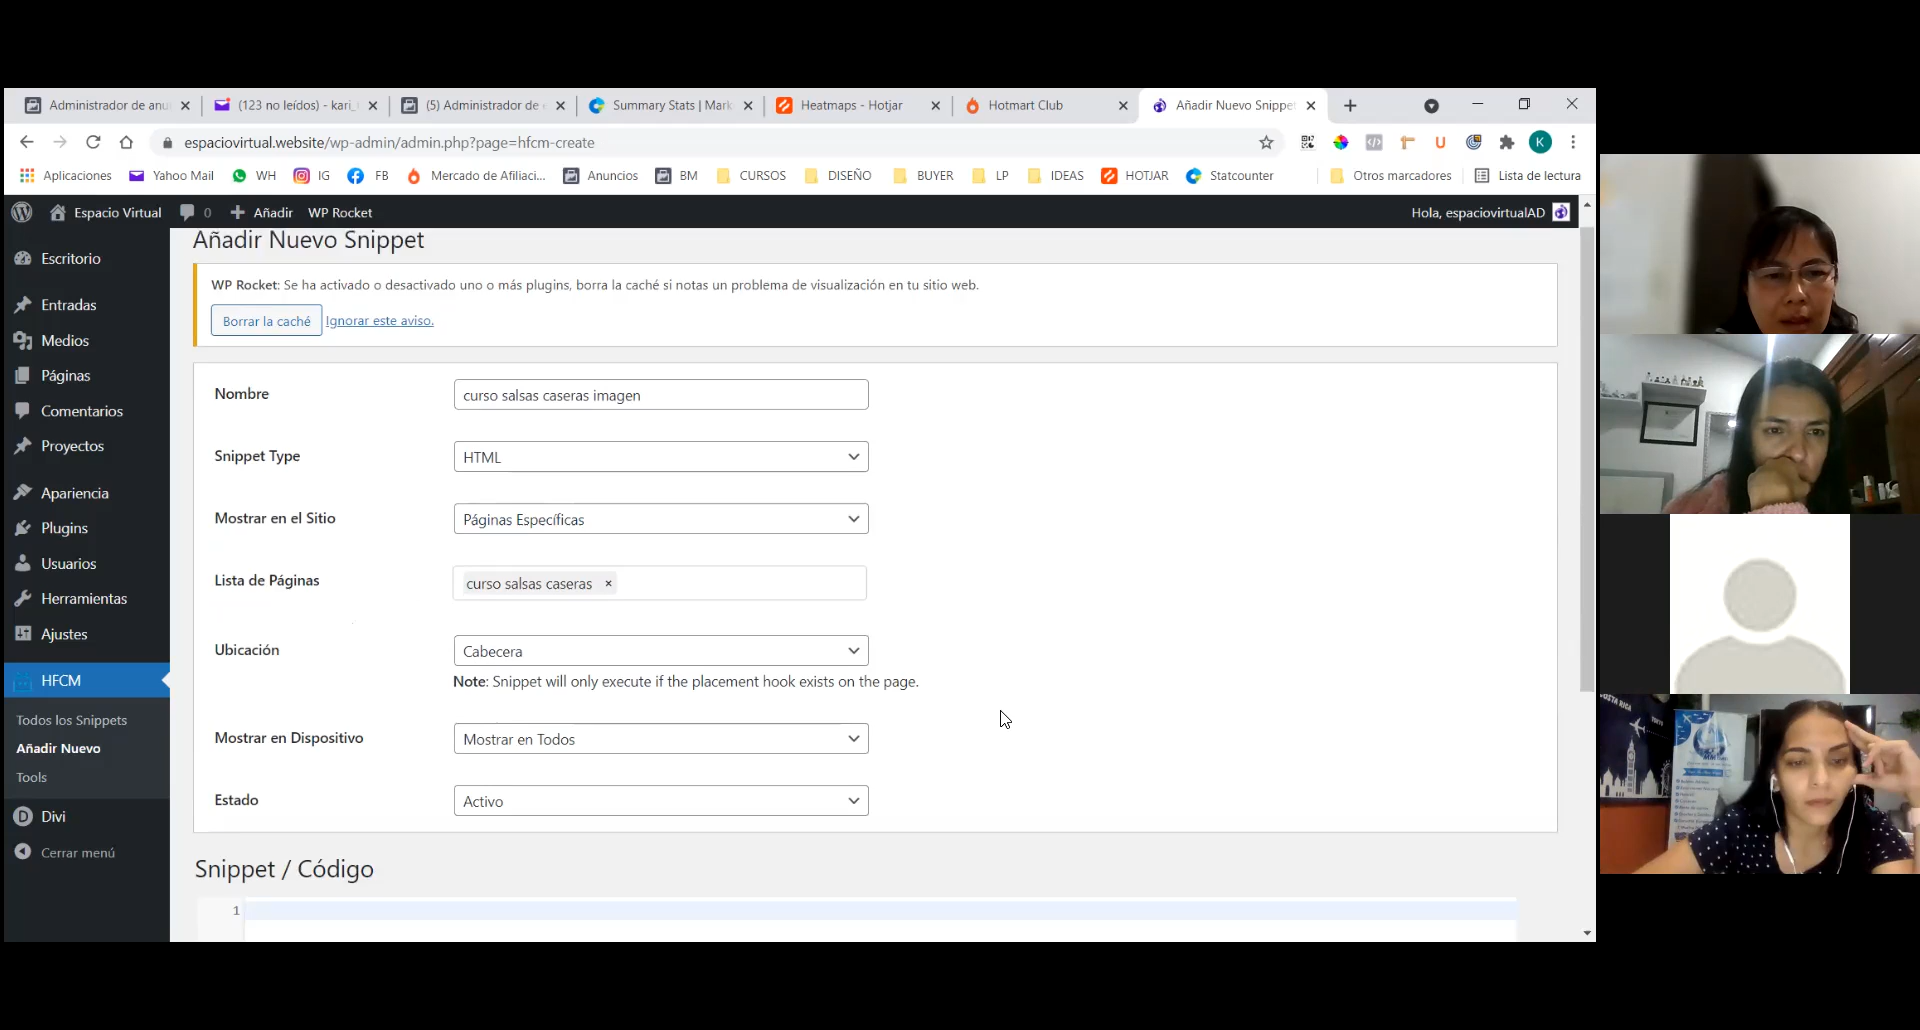 Administrador de anu
(123 no leídos) - kari_
(5) Administrador de e
Summary Stats | Mark
Heatmaps - Hotjar
Hotmart Club
Añadir Nuevo Snippet
espaciovirtual.website/wp-admin/admin.php?page=hfcm-create
K
Aplicaciones
Yahoo Mail
WH
IG
FB
Mercado de Afiliaci...
Anuncios
BM
CURSOS
DISEÑO
BUYER
LP
IDEAS
HOTJAR
Statcounter
Otros marcadores
Lista de lectura
Espacio Virtual
0
Añadir
WP Rocket
Hola, espaciovirtualAD
Escritorio
Entradas
Medios
Páginas
Comentarios
Proyectos
Apariencia
Plugins
Usuarios
Herramientas
Ajustes
HFCM
Todos los Snippets
Añadir Nuevo
Tools
Divi
Cerrar menú
Añadir Nuevo Snippet
WP Rocket: Se ha activado o desactivado uno o más plugins, borra la caché si notas un problema de visualización en tu sitio web.
Borrar la caché Ignorar este aviso.
Nombre curso salsas caseras imagen
Snippet Type HTML
Mostrar en el Sitio Páginas Específicas
Lista de Páginas curso salsas caseras ×
Ubicación Cabecera
Note: Snippet will only execute if the placement hook exists on the page.
Mostrar en Dispositivo Mostrar en Todos
Estado Activo
Snippet / Código
1
COSTA RICA